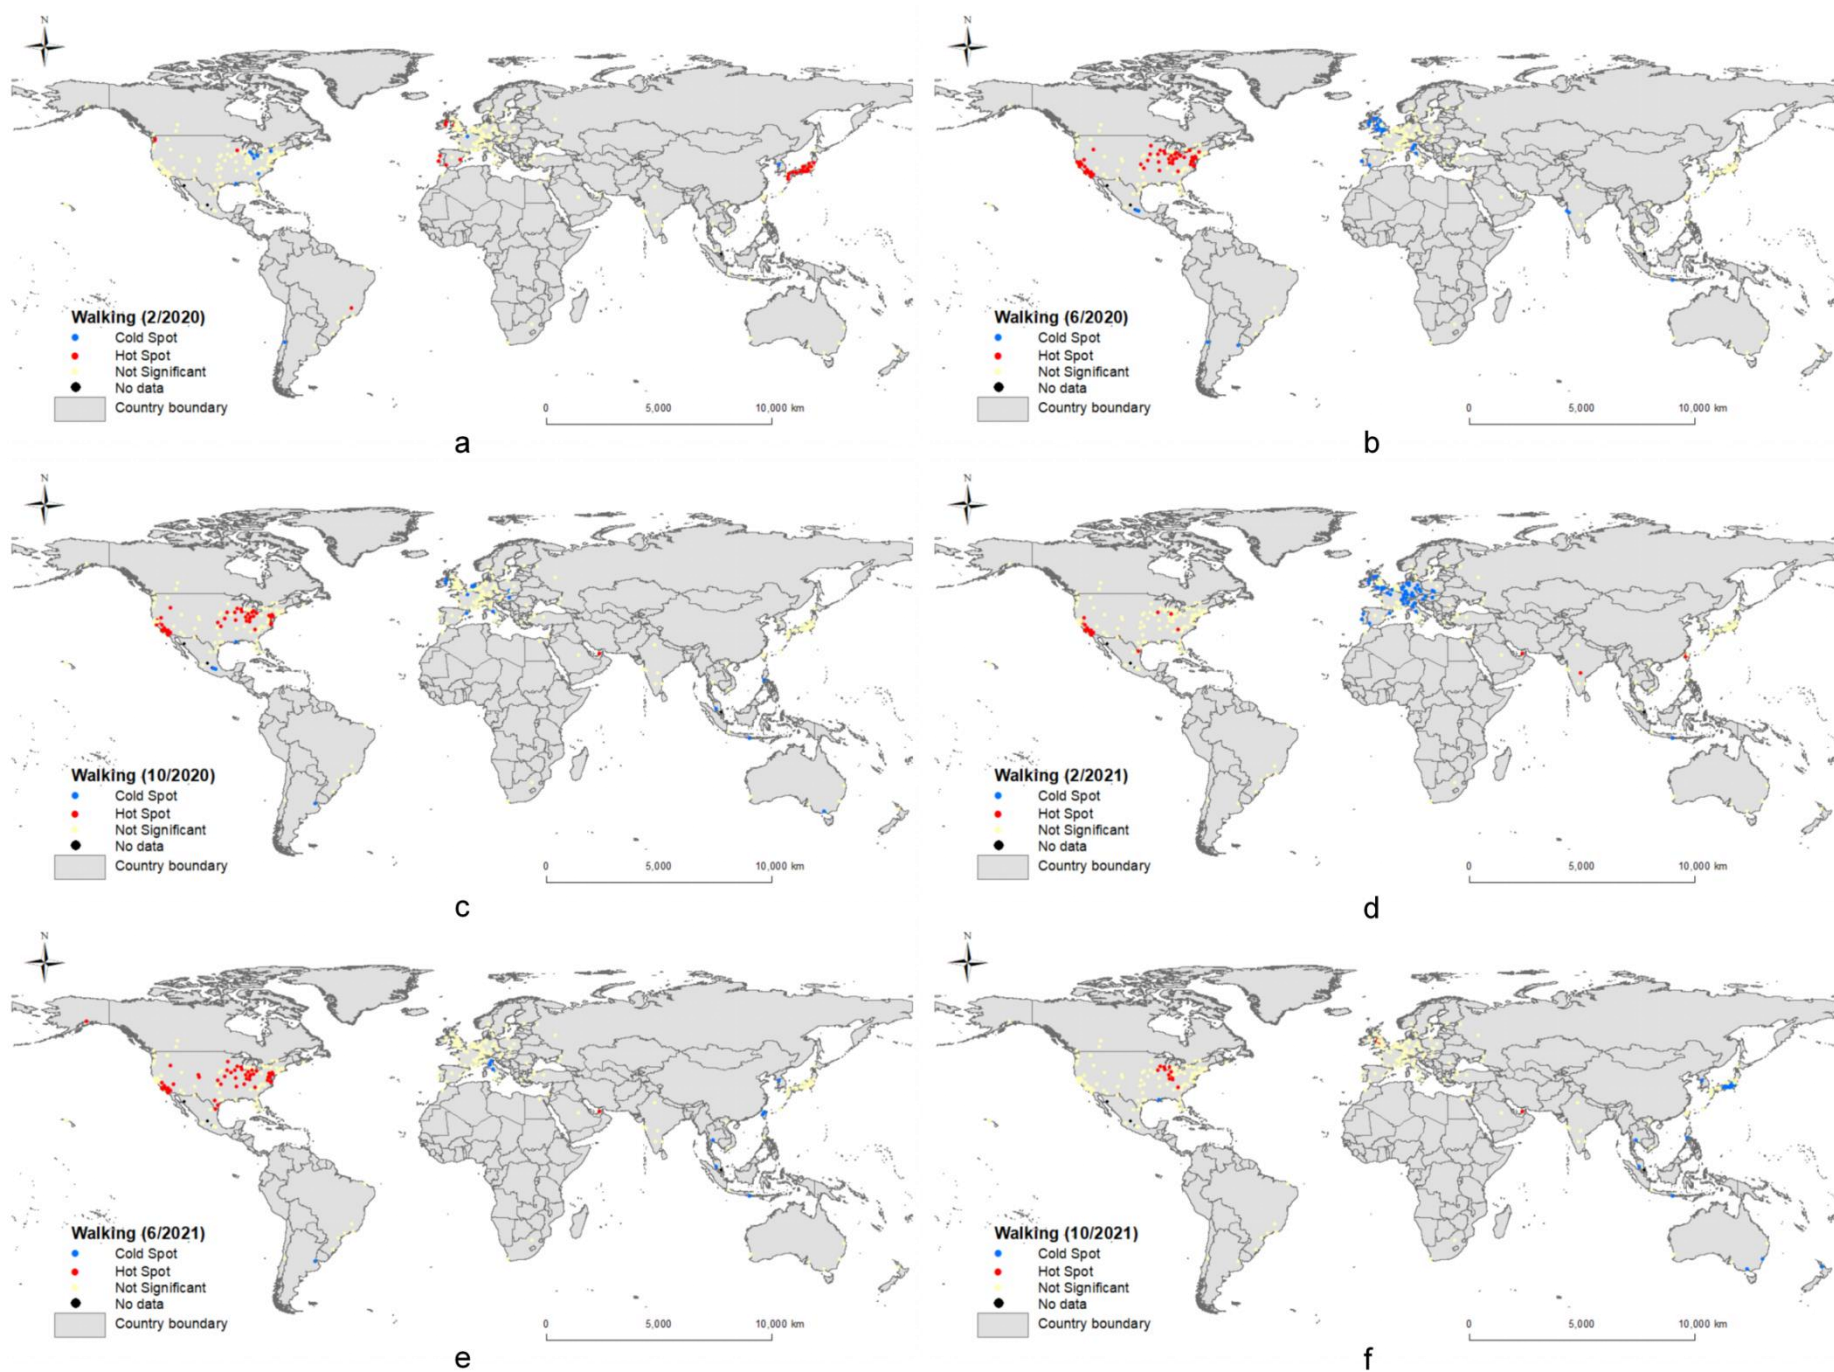 N
Walking (2/2020)
Cold Spot
Hot Spot
Not Significant
No data
Country boundary
0 5,000 10,000 km
a
N
Walking (6/2020)
Cold Spot
Hot Spot
Not Significant
No data
Country boundary
0 5,000 10,000 km
b
N
Walking (10/2020)
Cold Spot
Hot Spot
Not Significant
No data
Country boundary
0 5,000 10,000 km
c
N
Walking (2/2021)
Cold Spot
Hot Spot
Not Significant
No data
Country boundary
0 5,000 10,000 km
d
N
Walking (6/2021)
Cold Spot
Hot Spot
Not Significant
No data
Country boundary
0 5,000 10,000 km
e
N
Walking (10/2021)
Cold Spot
Hot Spot
Not Significant
No data
Country boundary
0 5,000 10,000 km
f